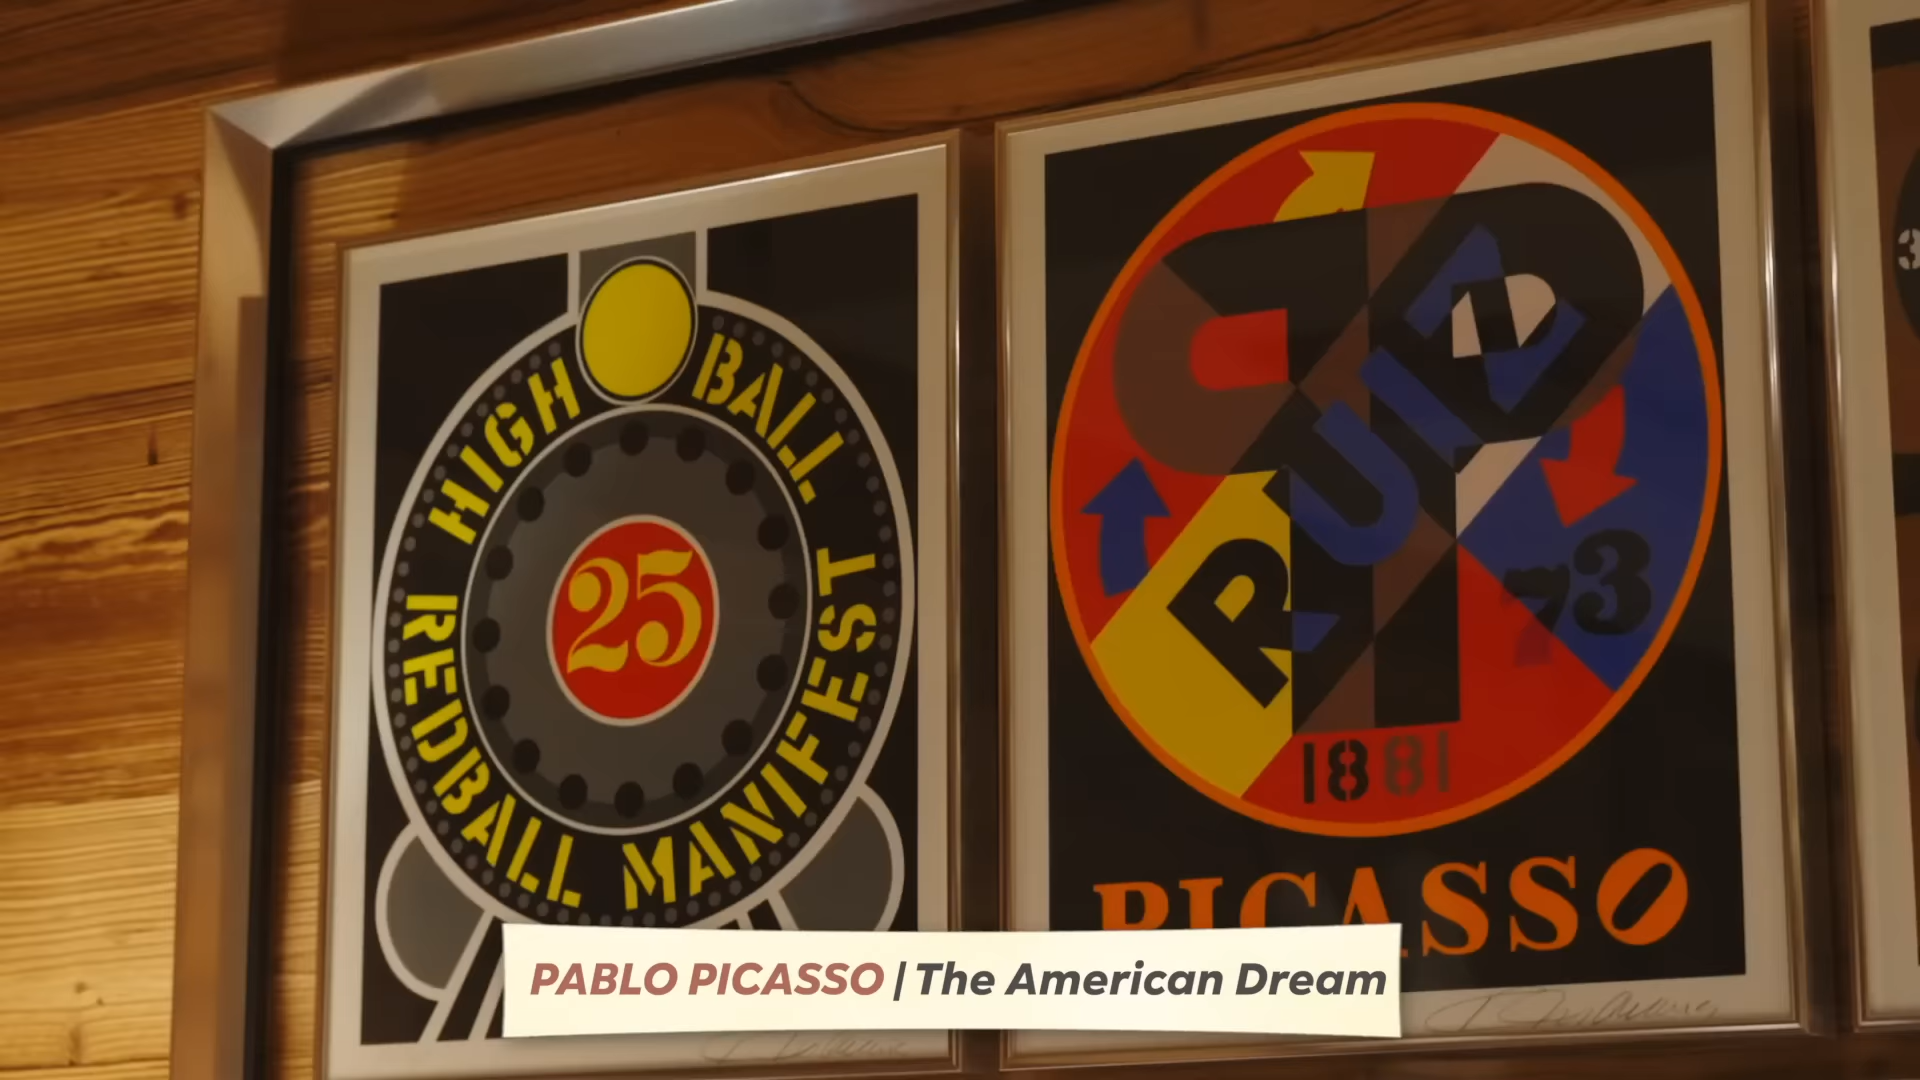 HIGH BALL
REDBALL MANIFEST
25
RUIZ
73
1881
PICASSO
PABLO PICASSO | The American Dream